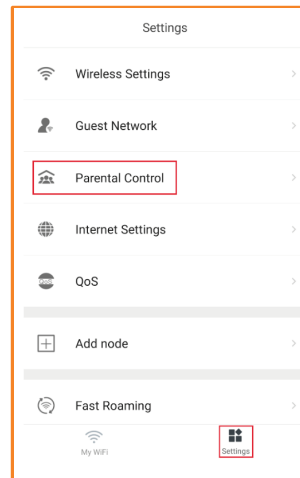 Settings
Wireless Settings
Guest Network
Parental Control
Internet Settings
QoS
Add node
Fast Roaming
My WiFi
Settings